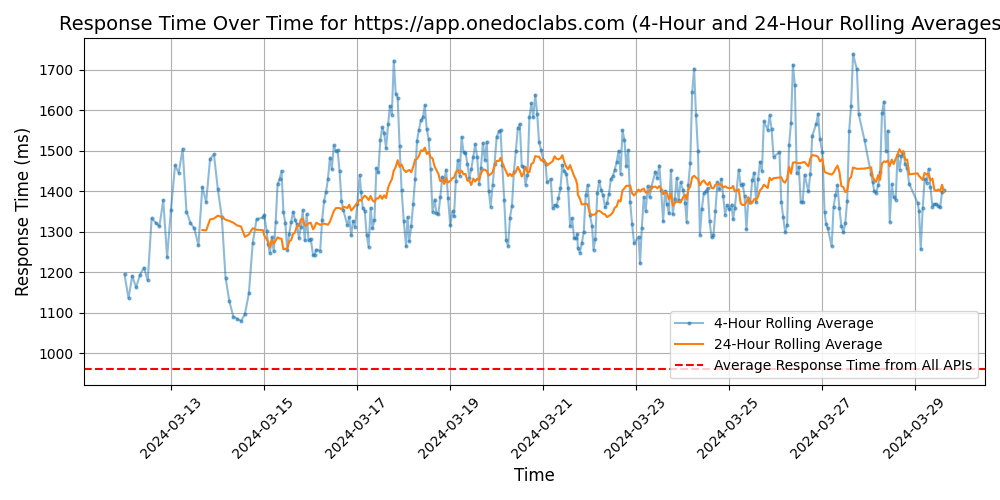 Response Time Over Time for https://app.onedoclabs.com (4-Hour and 24-Hour Rolling Averages
Response Time (ms)
1700
1600
1500
1400
1300
1200
1100
1000
4-Hour Rolling Average
24-Hour Rolling Average
Average Response Time from All APIs
2024-03-13
2024-03-15
2024-03-17
2024-03-19
2024-03-21
2024-03-23
2024-03-25
2024-03-27
2024-03-29
Time